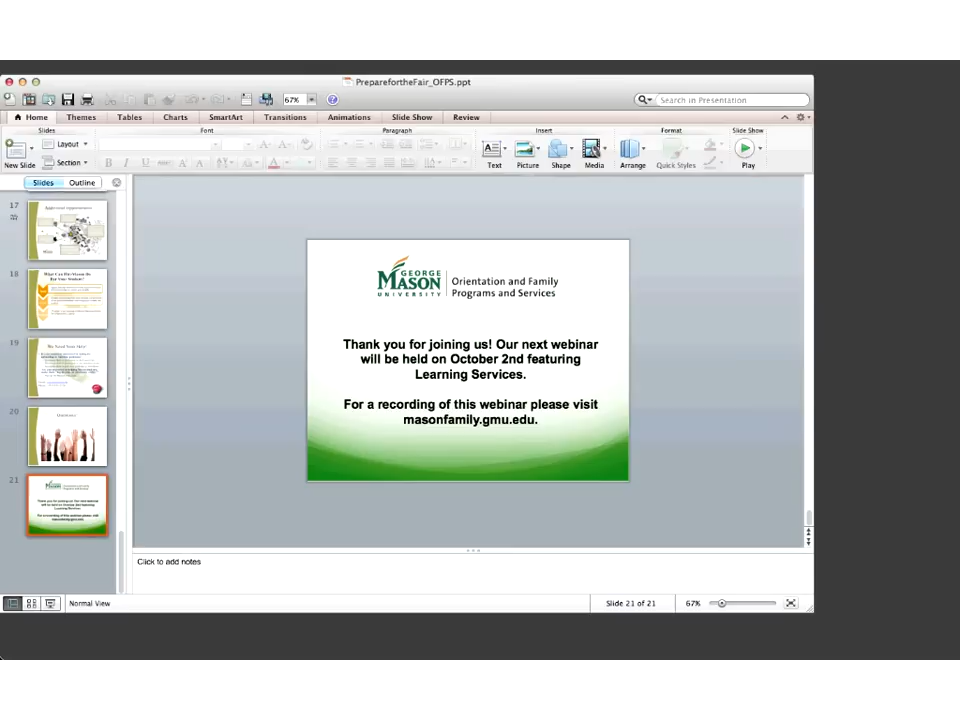 PreparefortheFair_OFPS.ppt
67%
Search in Presentation
Home Themes Tables Charts SmartArt Transitions Animations Slide Show Review
Slides Font Paragraph Insert Format Slide Show
New Slide Layout Section Text Picture Shape Media Arrange Quick Styles Play
Slides Outline
17
18
19
20
21
GEORGE
MASON
UNIVERSITY
Orientation and Family
Programs and Services
Thank you for joining us! Our next webinar
will be held on October 2nd featuring
Learning Services.
For a recording of this webinar please visit
masonfamily.gmu.edu.
Click to add notes
Normal View
Slide 21 of 21
67%